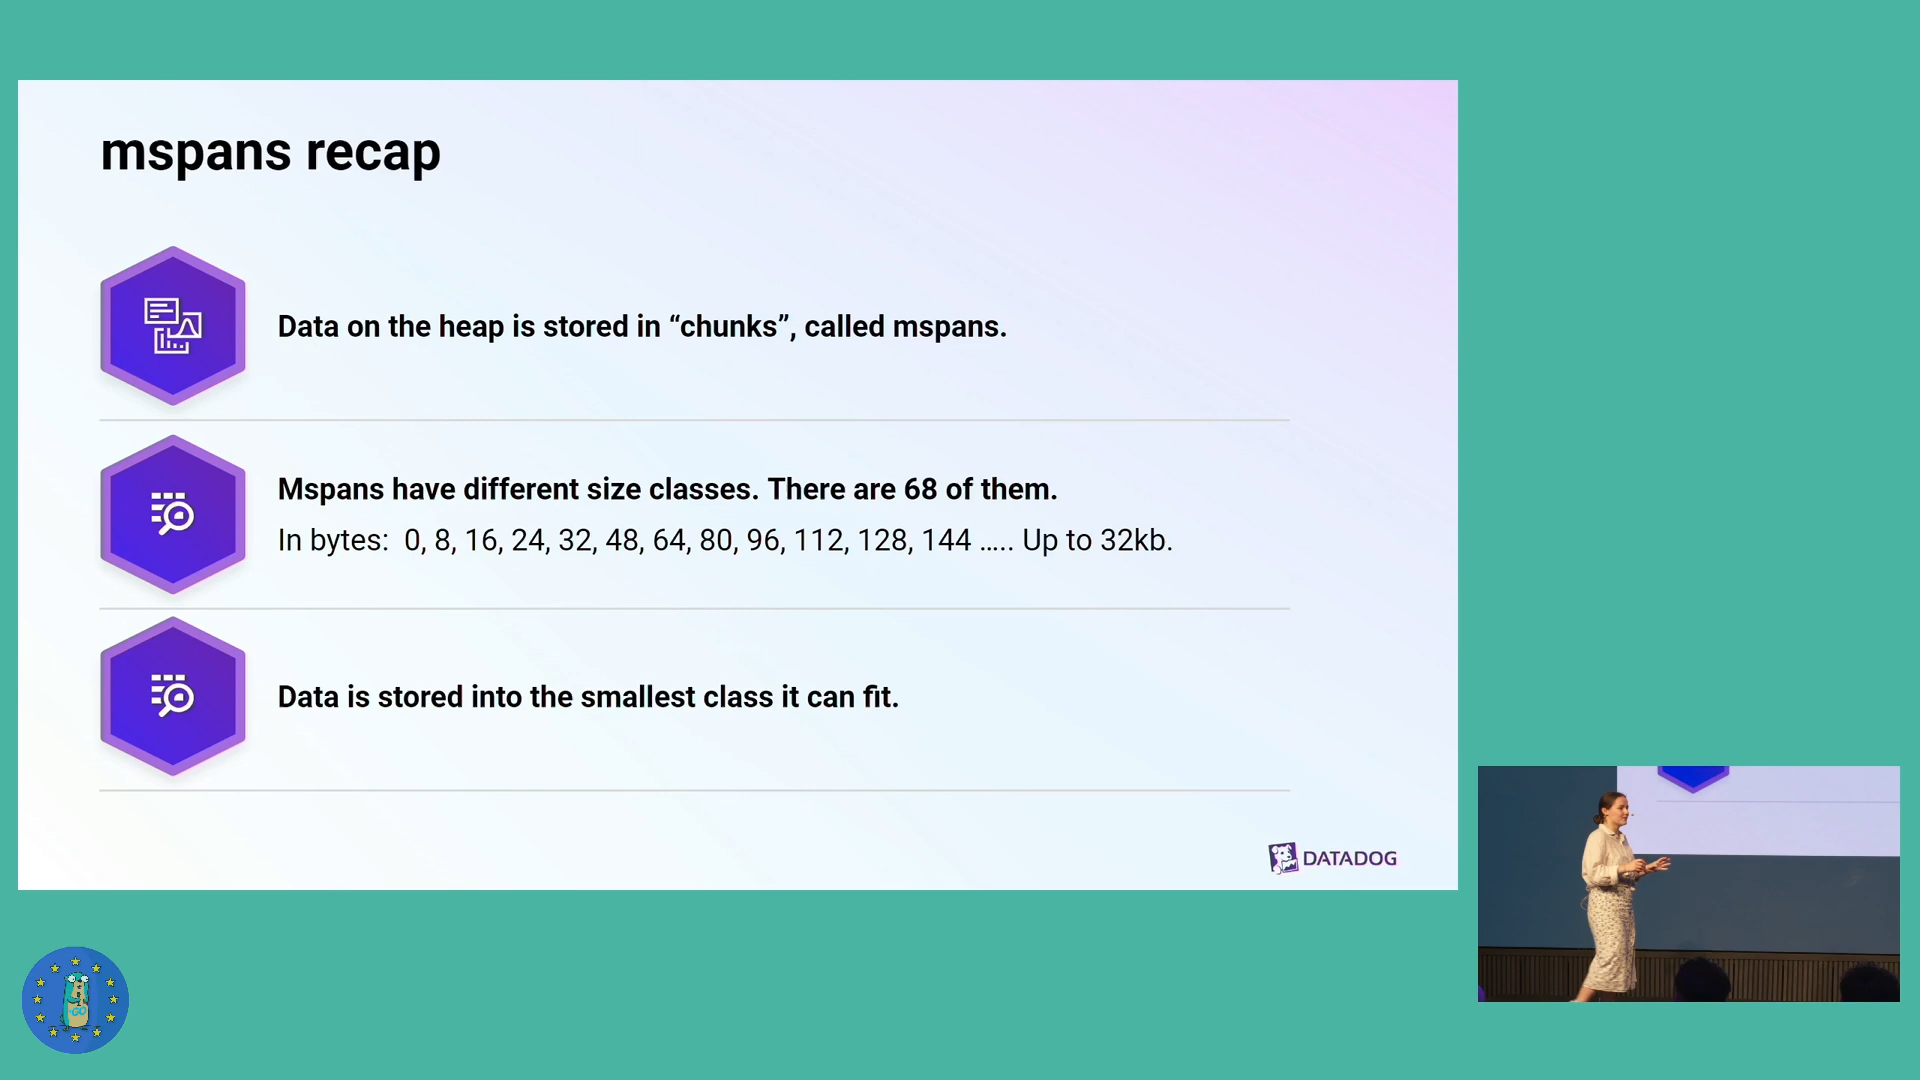 mspans recap
Data on the heap is stored in “chunks”, called mspans.
Mspans have different size classes. There are 68 of them.
In bytes:  0, 8, 16, 24, 32, 48, 64, 80, 96, 112, 128, 144 ….. Up to 32kb.
Data is stored into the smallest class it can fit.
DATADOG
GO